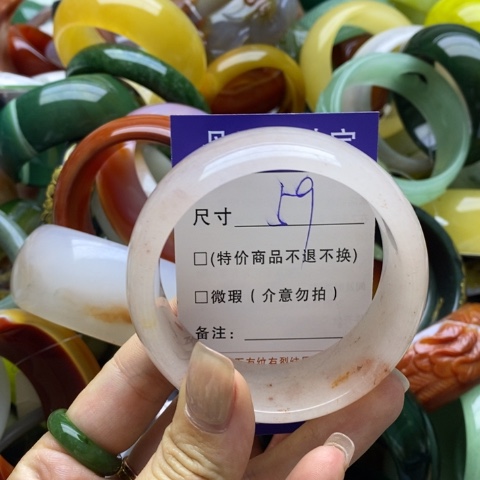 尺寸 59
□(特价商品不退不换)
□微瑕(介意勿拍)
备注: